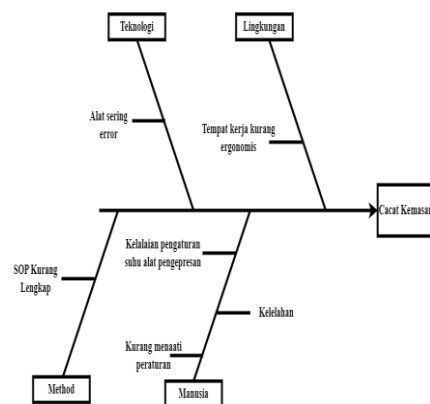 Teknologi
Lingkungan
Alat sering
error
Tempat kerja kurang
ergonomis
Cacat Kemasan
Kelalaian pengaturan
suhu alat pengepresan
SOP Kurang
Lengkap
Kelelahan
Kurang menaati
peraturan
Method
Manusia